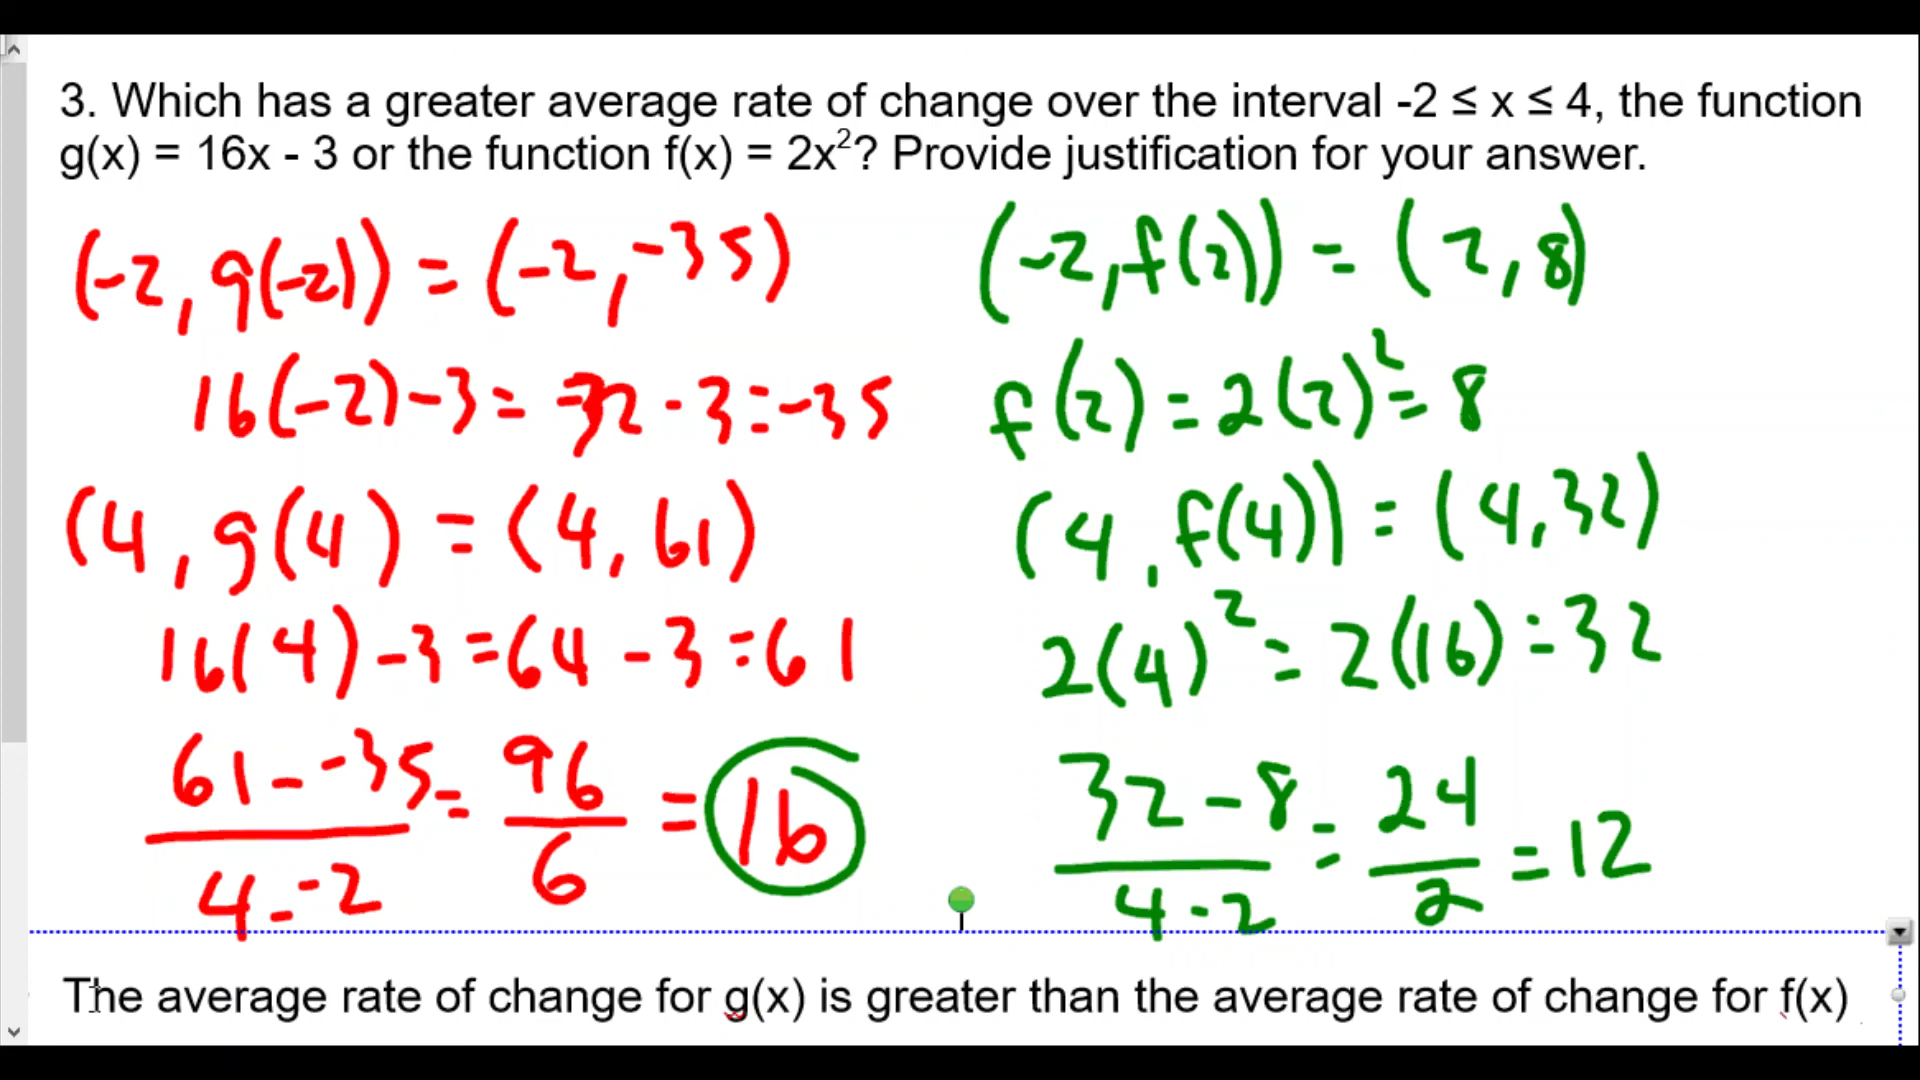 3. Which has a greater average rate of change over the interval -2 ≤ x ≤ 4, the function
g(x) = 16x - 3 or the function f(x) = 2x²? Provide justification for your answer.
(-2, g(-2)) = (-2, -35)
16(-2) -3 = -32 - 3 = -35
(4, g(4) = (4, 61)
16(4) -3 = 64 - 3 = 61
61 - -35 / 4 - -2 = 96 / 6 = 16
(-2, f(2)) = (2, 8)
f(2) = 2(2)² = 8
(4, f(4)) = (4, 32)
2(4)² = 2(16) = 32
32 - 8 / 4 - 2 = 24 / 2 = 12
The average rate of change for g(x) is greater than the average rate of change for f(x)